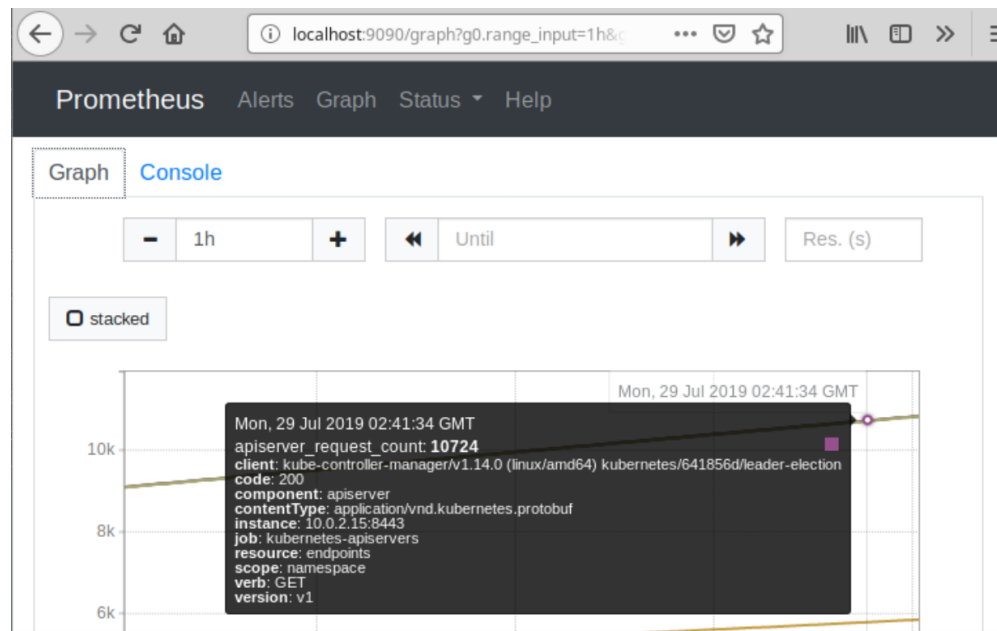 localhost:9090/graph?g0.range_input=1h&g
Prometheus Alerts Graph Status Help
Graph Console
1h Until Res. (s)
stacked
Mon, 29 Jul 2019 02:41:34 GMT
Mon, 29 Jul 2019 02:41:34 GMT
apiserver_request_count: 10724
client: kube-controller-manager/v1.14.0 (linux/amd64) kubernetes/641856d/leader-election
code: 200
component: apiserver
contentType: application/vnd.kubernetes.protobuf
instance: 10.0.2.15:8443
job: kubernetes-apiservers
resource: endpoints
scope: namespace
verb: GET
version: v1
10k
8k
6k